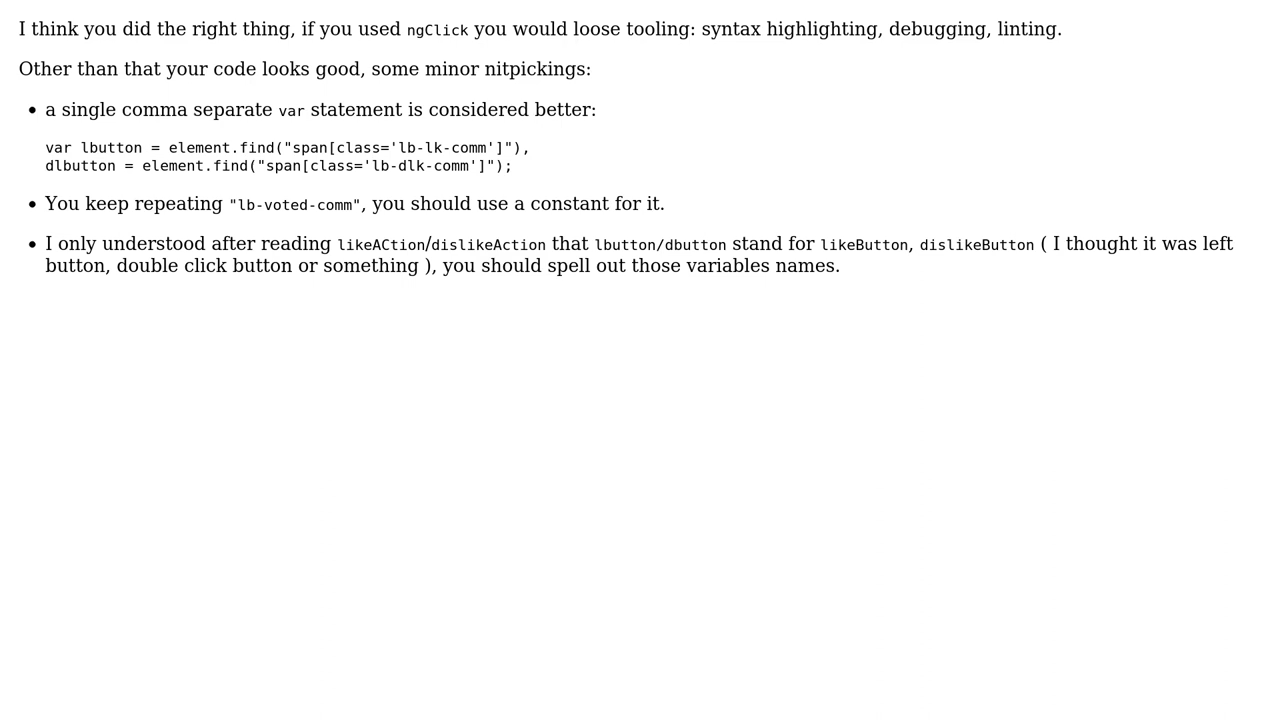 I think you did the right thing, if you used ngClick you would loose tooling: syntax highlighting, debugging, linting.
Other than that your code looks good, some minor nitpickings:
• a single comma separate var statement is considered better:
var lbutton = element.find("span[class='lb-lk-comm']"),
dlbutton = element.find("span[class='lb-dlk-comm']");
• You keep repeating "lb-voted-comm", you should use a constant for it.
• I only understood after reading likeACtion/dislikeAction that lbutton/dbutton stand for likeButton, dislikeButton ( I thought it was left
button, double click button or something ), you should spell out those variables names.